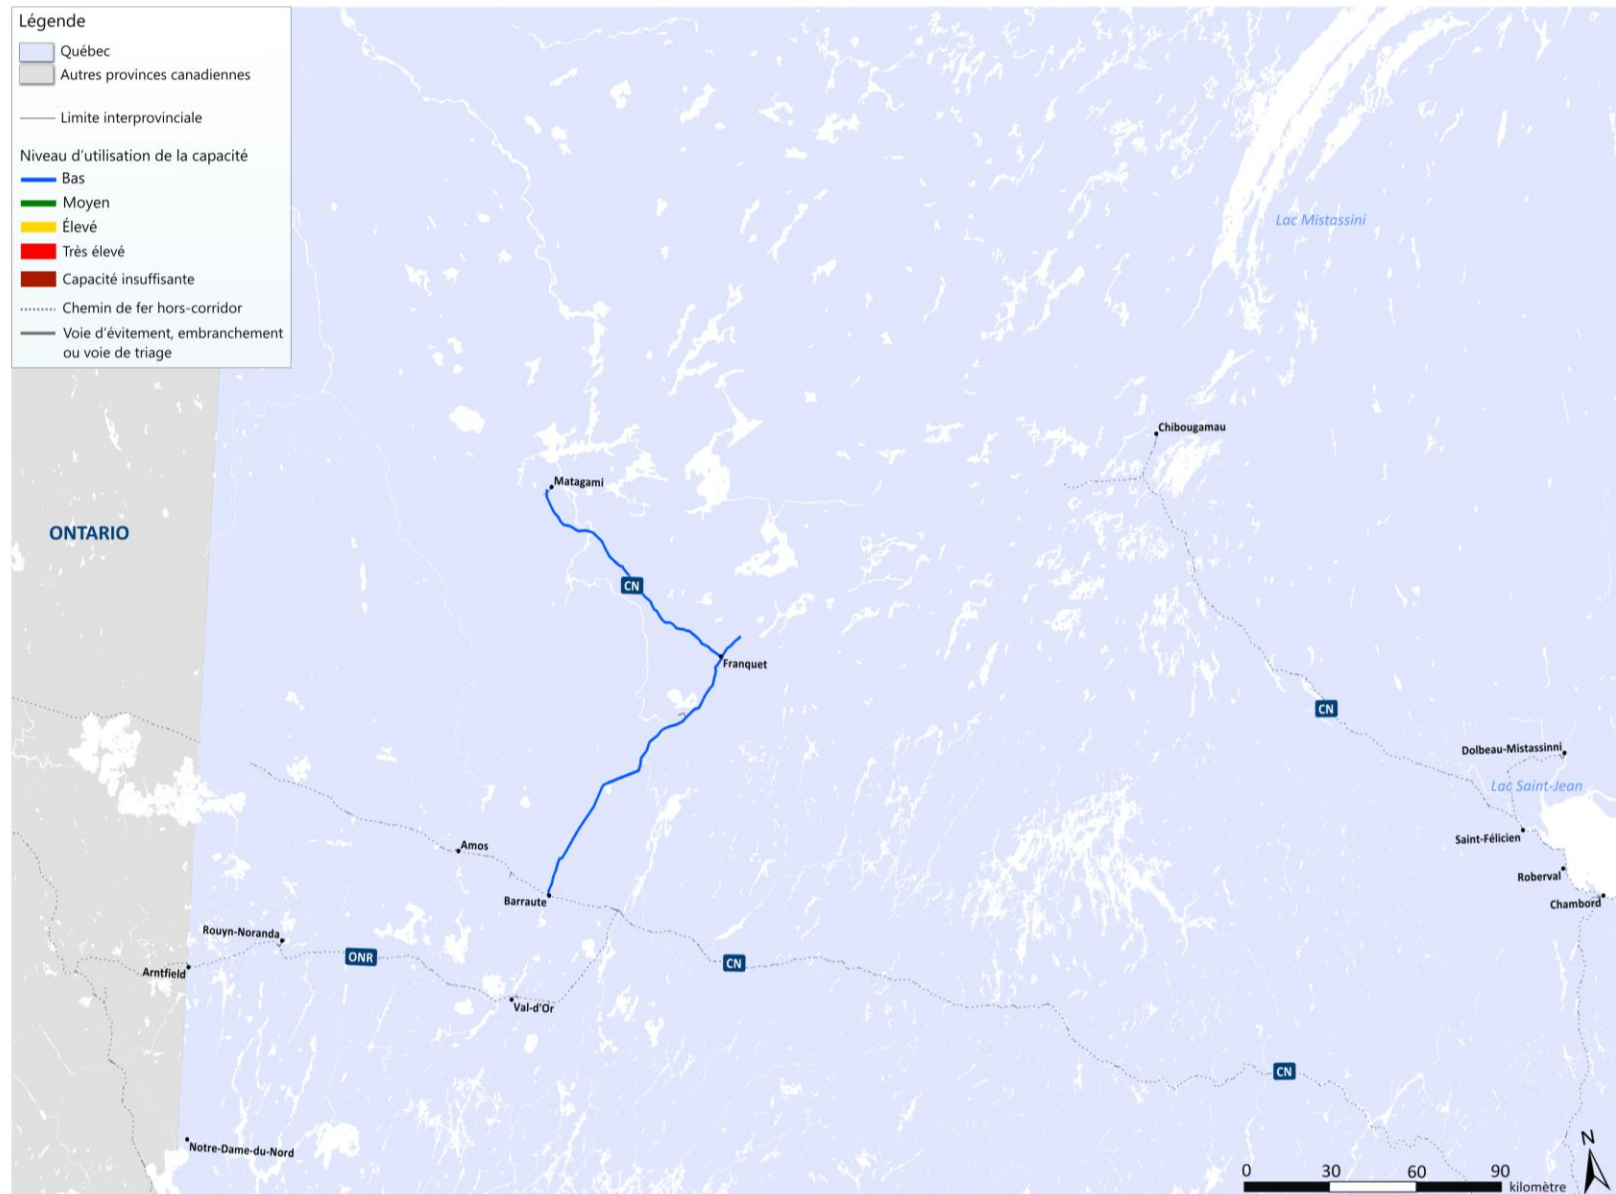 Légende
Québec
Autres provinces canadiennes
Limite interprovinciale
Niveau d'utilisation de la capacité
Bas
Moyen
Élevé
Très élevé
Capacité insuffisante
Chemin de fer hors-corridor
Voie d'évitement, embranchement
ou voie de triage
Lac Mistassini
Chibougamau
Matagami
ONTARIO
CN
Franquet
CN
Dolbeau-Mistassinni
Lac Saint-Jean
Saint-Félicien
Amos
Roberval
Barraute
Chambord
Rouyn-Noranda
ONR
CN
Arntfield
Val-d'Or
CN
Notre-Dame-du-Nord
N
0 30 60 90
kilomètre